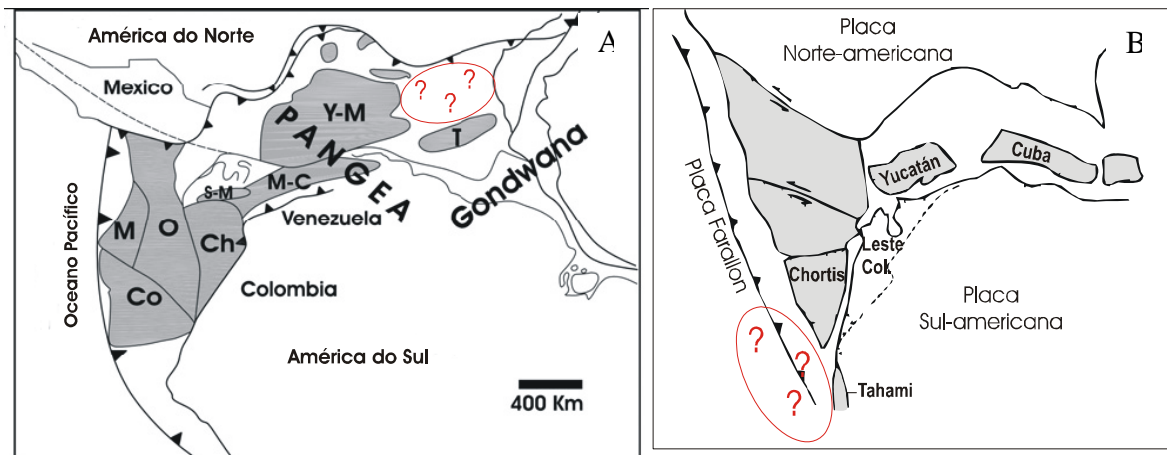 América do Norte
A
Mexico
? ? ?
Y-M
T
PANGEA
Gondwana
S-M
M-C
Venezuela
M
O
Ch
Co
Oceano Pacífico
Colombia
América do Sul
400 Km
Placa
Norte-americana
B
Placa Farallon
Yucatán
Cuba
Leste
Col.
Chortis
Placa
Sul-americana
? ? ?
Tahami